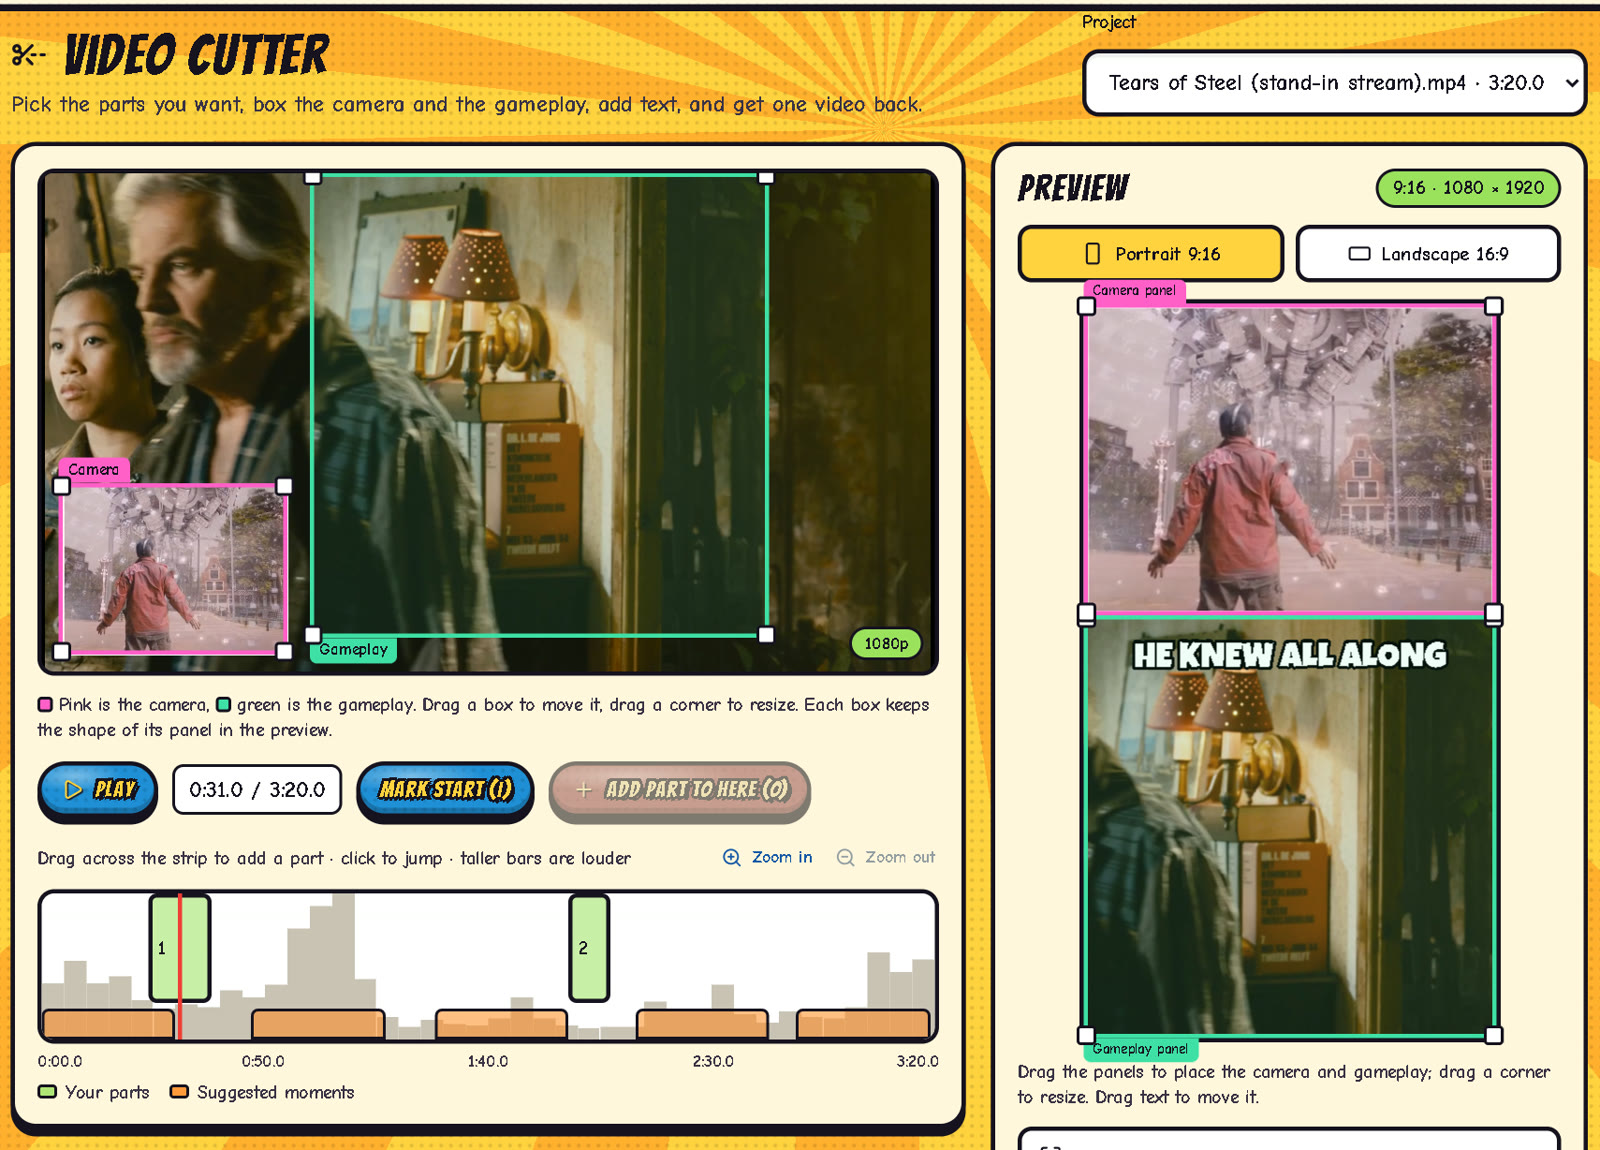 VIDEO CUTTER
Pick the parts you want, box the camera and the gameplay, add text, and get one video back.
Project
Tears of Steel (stand-in stream).mp4 · 3:20.0
Camera
Gameplay
1080p
Pink is the camera, green is the gameplay. Drag a box to move it, drag a corner to resize. Each box keeps
the shape of its panel in the preview.
PLAY
0:31.0 / 3:20.0
MARK START (I)
+ ADD PART TO HERE (O)
Drag across the strip to add a part · click to jump · taller bars are louder
Zoom in
Zoom out
1
2
0:00.0
0:50.0
1:40.0
2:30.0
3:20.0
Your parts
Suggested moments
PREVIEW
9:16 · 1080 × 1920
Portrait 9:16
Landscape 16:9
Camera panel
HE KNEW ALL ALONG
Gameplay panel
Drag the panels to place the camera and gameplay; drag a corner
to resize. Drag text to move it.